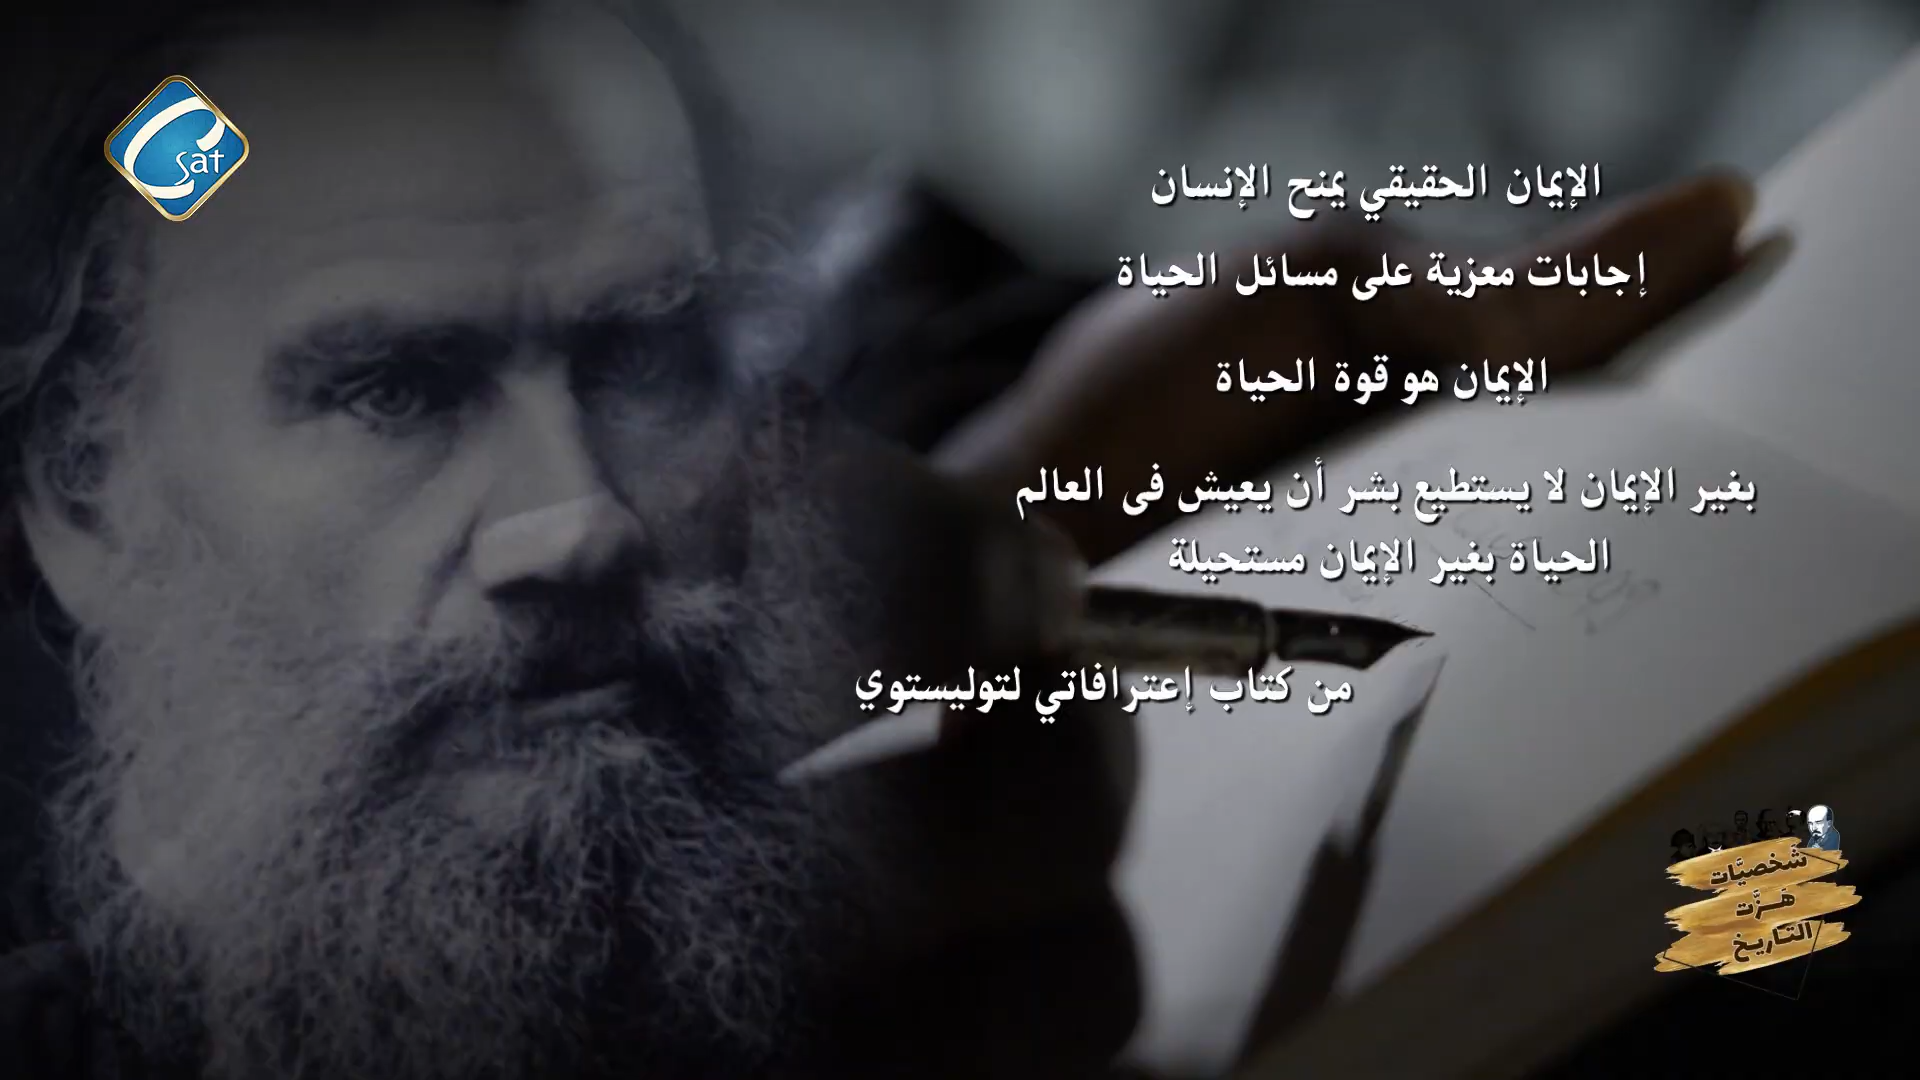 Csat
الإيمان الحقيقي يمنح الإنسان
إجابات معزية على مسائل الحياة
الإيمان هو قوة الحياة
بغير الإيمان لا يستطيع بشر أن يعيش فى العالم
الحياة بغير الإيمان مستحيلة
من كتاب إعترافاتي لتوليستوي
شخصيَّات
هَـزَّت
التاريخ